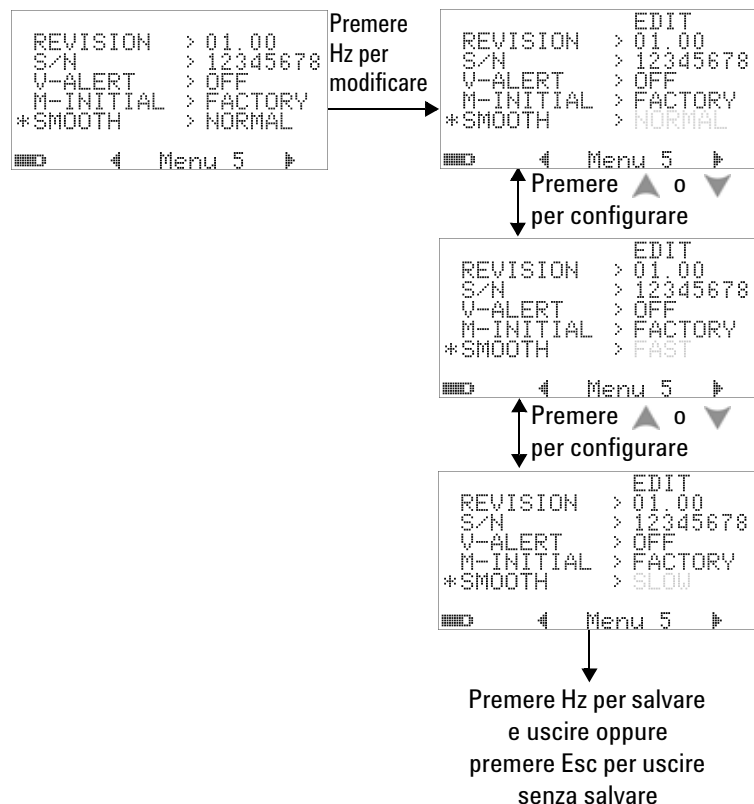 REVISION > 01.00
S/N > 12345678
V-ALERT > OFF
M-INITIAL > FACTORY
*SMOOTH > NORMAL
Menu 5
Premere
Hz per
modificare
EDIT
REVISION > 01.00
S/N > 12345678
V-ALERT > OFF
M-INITIAL > FACTORY
*SMOOTH > NORMAL
Menu 5
Premere ▲ o ▼
per configurare
EDIT
REVISION > 01.00
S/N > 12345678
V-ALERT > OFF
M-INITIAL > FACTORY
*SMOOTH > FAST
Menu 5
Premere ▲ o ▼
per configurare
EDIT
REVISION > 01.00
S/N > 12345678
V-ALERT > OFF
M-INITIAL > FACTORY
*SMOOTH > SLOW
Menu 5
Premere Hz per salvare
e uscire oppure
premere Esc per uscire
senza salvare